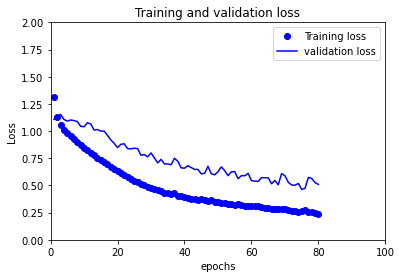 Training and validation loss
2.00
1.75
1.50
1.25
1.00
0.75
0.50
0.25
0.00
Loss
Training loss
validation loss
0 20 40 60 80 100
epochs